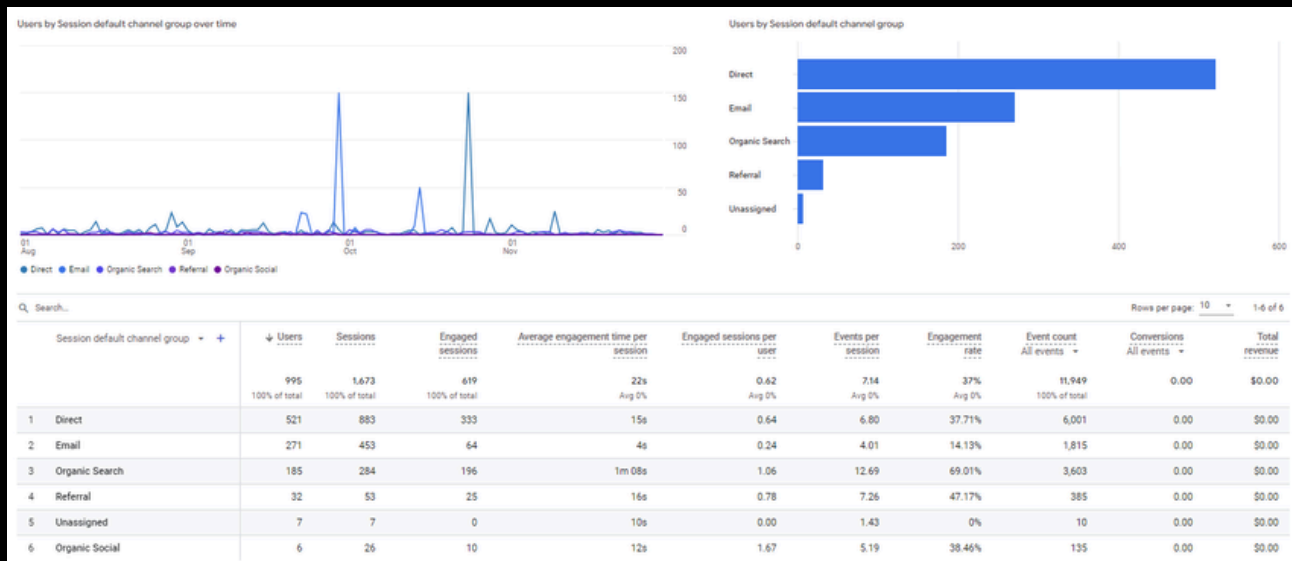 Users by Session default channel group over time
200
150
100
50
0
01 Aug
01 Sep
01 Oct
01 Nov
Direct Email Organic Search Referral Organic Social
Users by Session default channel group
Direct
Email
Organic Search
Referral
Unassigned
0 200 400 600
Search...
Rows per page: 10 1-6 of 6
Session default channel group + Users Sessions Engaged sessions Average engagement time per session Engaged sessions per user Events per session Engagement rate Event count All events Conversions All events Total revenue
995 1,673 619 22s 0.62 7.14 37% 11,949 0.00 $0.00
100% of total 100% of total 100% of total Avg 0% Avg 0% Avg 0% Avg 0% 100% of total
1 Direct 521 883 333 15s 0.64 6.80 37.71% 6,001 0.00 $0.00
2 Email 271 453 64 4s 0.24 4.01 14.13% 1,815 0.00 $0.00
3 Organic Search 185 284 196 1m 08s 1.06 12.69 69.01% 3,603 0.00 $0.00
4 Referral 32 53 25 16s 0.78 7.26 47.17% 385 0.00 $0.00
5 Unassigned 7 7 0 10s 0.00 1.43 0% 10 0.00 $0.00
6 Organic Social 6 26 10 12s 1.67 5.19 38.46% 135 0.00 $0.00